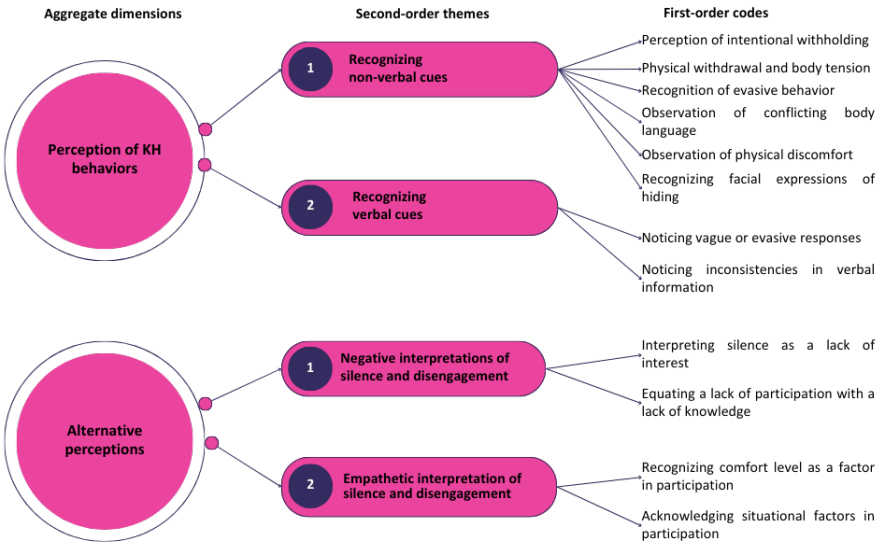 Aggregate dimensions
Second-order themes
First-order codes
Perception of KH
behaviors
1
Recognizing
non-verbal cues
Perception of intentional withholding
Physical withdrawal and body tension
Recognition of evasive behavior
Observation of conflicting body
language
Observation of physical discomfort
Recognizing facial expressions of
hiding
2
Recognizing
verbal cues
Noticing vague or evasive responses
Noticing inconsistencies in verbal
information
Alternative
perceptions
1
Negative interpretations of
silence and disengagement
Interpreting silence as a lack of
interest
Equating a lack of participation with a
lack of knowledge
2
Empathetic interpretation of
silence and disengagement
Recognizing comfort level as a factor
in participation
Acknowledging situational factors in
participation